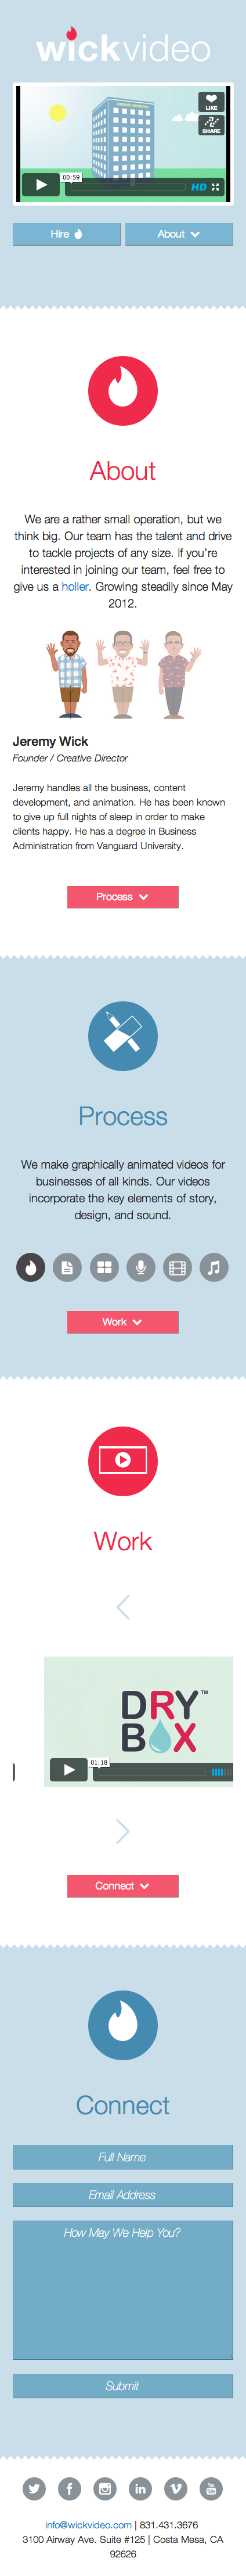 wickvideo
LIKE
SHARE
00:59
HD
Hire
About
About
We are a rather small operation, but we
think big. Our team has the talent and drive
to tackle projects of any size. If you're
interested in joining our team, feel free to
give us a holler. Growing steadily since May
2012.
Jeremy Wick
Founder / Creative Director
Jeremy handles all the business, content
development, and animation. He has been known
to give up full nights of sleep in order to make
clients happy. He has a degree in Business
Administration from Vanguard University.
Process
Process
We make graphically animated videos for
businesses of all kinds. Our videos
incorporate the key elements of story,
design, and sound.
Work
Work
DRY™
BOX
01:18
Connect
Connect
Full Name
Email Address
How May We Help You?
Submit
info@wickvideo.com | 831.431.3676
3100 Airway Ave. Suite #125 | Costa Mesa, CA
92626